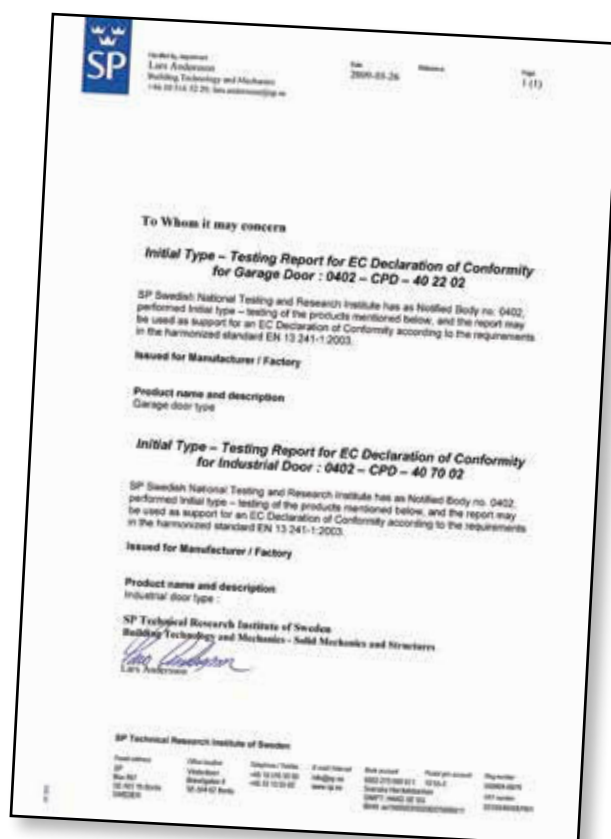 SP
Handled by, department
Lars Andersson
Building Technology and Mechanics
Date
2009-03-26
Reference
Page
1 (1)
To Whom it may concern
Initial Type – Testing Report for EC Declaration of Conformity
for Garage Door : 0402 – CPD – 40 22 02
SP Swedish National Testing and Research Institute has as Notified Body no. 0402,
performed Initial type – testing of the products mentioned below, and the report may
be used as support for an EC Declaration of Conformity according to the requirements
in the harmonized standard EN 13 241-1:2003.
Issued for Manufacturer / Factory
Product name and description
Garage door type
Initial Type – Testing Report for EC Declaration of Conformity
for Industrial Door : 0402 – CPD – 40 70 02
SP Swedish National Testing and Research Institute has as Notified Body no. 0402,
performed Initial type – testing of the products mentioned below, and the report may
be used as support for an EC Declaration of Conformity according to the requirements
in the harmonized standard EN 13 241-1:2003.
Issued for Manufacturer / Factory
Product name and description
Industrial door type :
SP Technical Research Institute of Sweden
Building Technology and Mechanics - Solid Mechanics and Structures
Lars Andersson
SP Technical Research Institute of Sweden
SP
SWEDEN